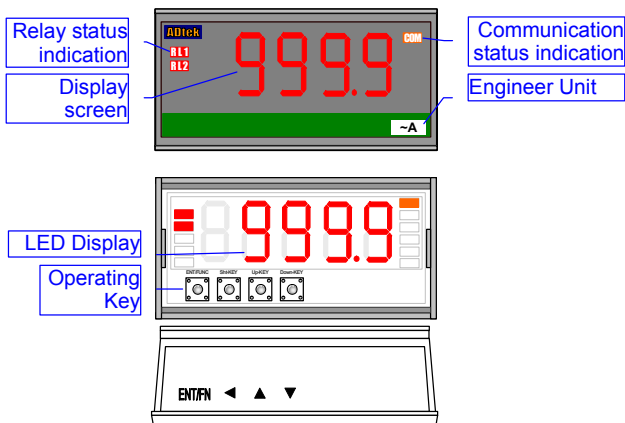 Relay status
indication
Display
screen
ADtek
RL1
RL2
999.9
COM
~A
Communication
status indication
Engineer Unit
LED Display
Operating
Key
999.9
ENT/FUNC Sht-KEY Up-KEY Down-KEY
ENT/FN ◄ ▲ ▼